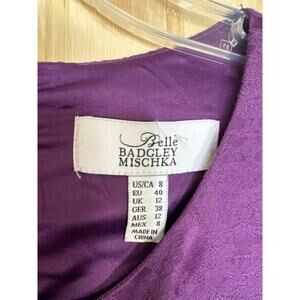 Belle
BADGLEY
MISCHKA
US/CA 8
EU 40
UK 12
GER 38
AUS 12
MEX 8
MADE IN
CHINA